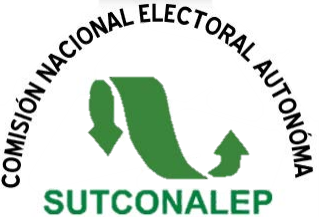 COMISIÓN NACIONAL ELECTORAL AUTONÓMA
SUTCONALEP